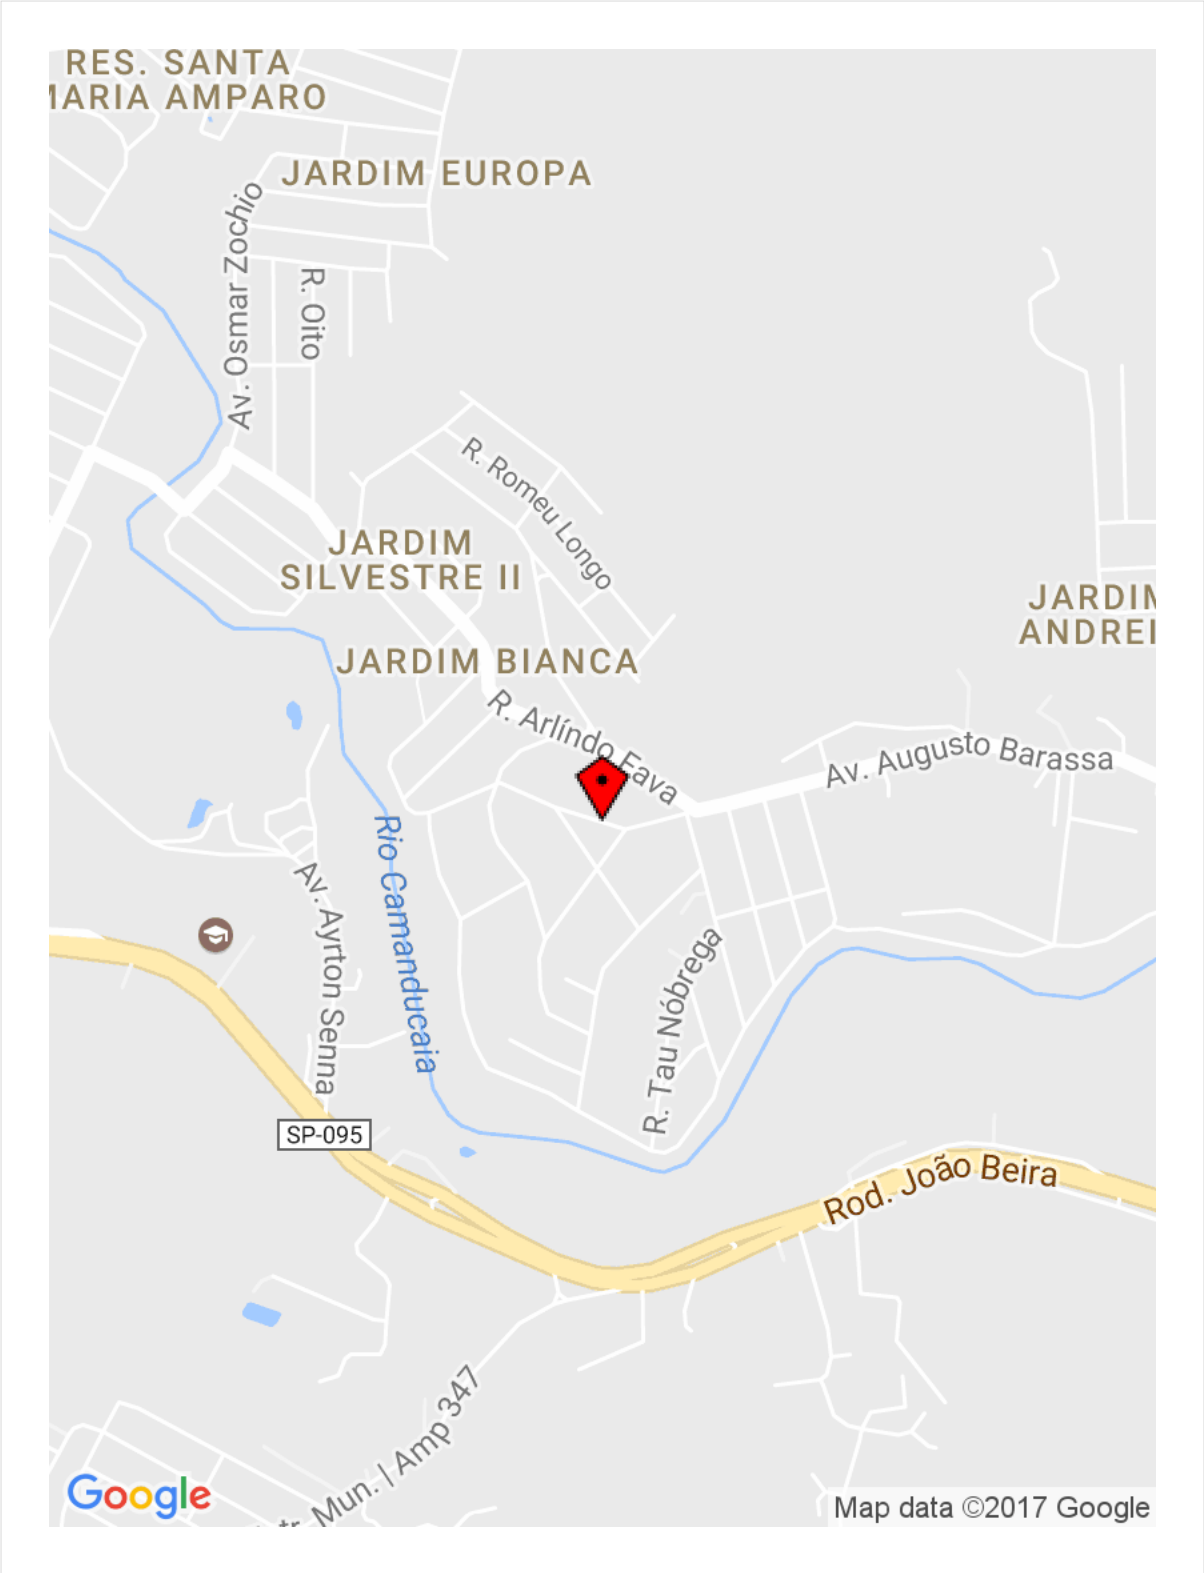 RES. SANTA
MARIA AMPARO
JARDIM EUROPA
Av. Osmar Zochio
R. Oito
R. Romeu Longo
JARDIM
SILVESTRE II
JARDIM
ANDREI
JARDIM BIANCA
R. Arlíndo Fava
Av. Augusto Barassa
Rio Camanducaia
Av. Ayrton Senna
R. Tau Nóbrega
SP-095
Rod. João Beira
tr. Mun. | Amp 347
Google
Map data ©2017 Google